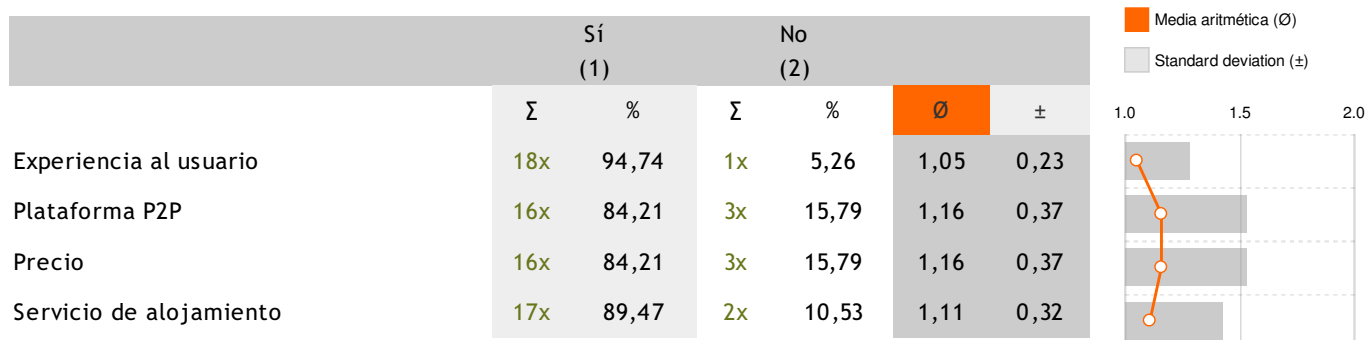 Sí No
(1) (2)
Media aritmética (Ø)
Standard deviation (±)
Σ % Σ % Ø ±
1.0 1.5 2.0
Experiencia al usuario 18x 94,74 1x 5,26 1,05 0,23
Plataforma P2P 16x 84,21 3x 15,79 1,16 0,37
Precio 16x 84,21 3x 15,79 1,16 0,37
Servicio de alojamiento 17x 89,47 2x 10,53 1,11 0,32